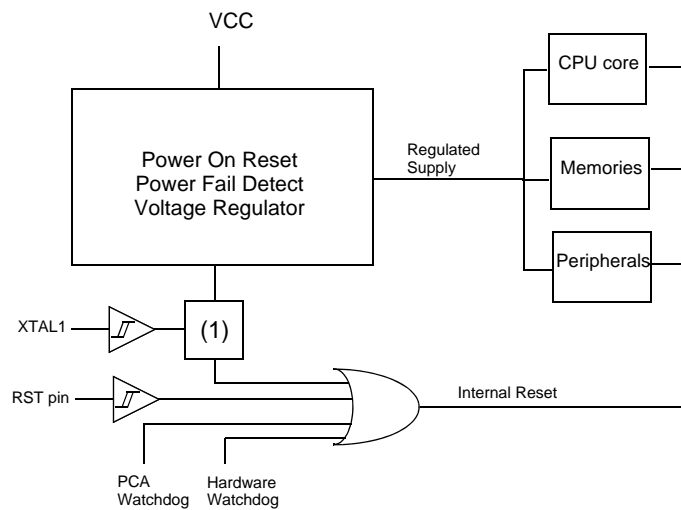 VCC
CPU core
Power On Reset
Power Fail Detect
Voltage Regulator
Regulated
Supply
Memories
Peripherals
XTAL1
(1)
RST pin
Internal Reset
PCA
Watchdog
Hardware
Watchdog